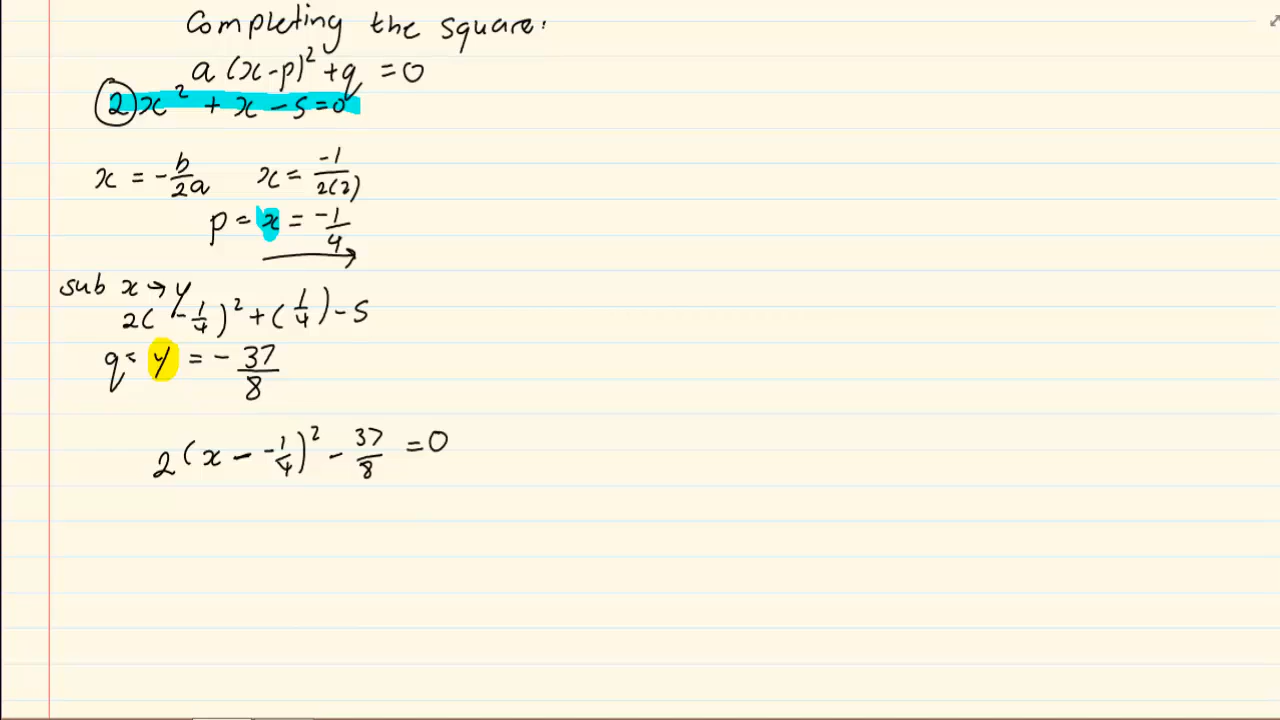 Completing the square:
a (x-p)² + q = 0
2x² + x - 5 = 0
x = -b/2a x = -1/2(2)
p = x = -1/4
sub x → y
2(-1/4)² + (1/4) - 5
q = y = -37/8
2(x - -1/4)² - 37/8 = 0